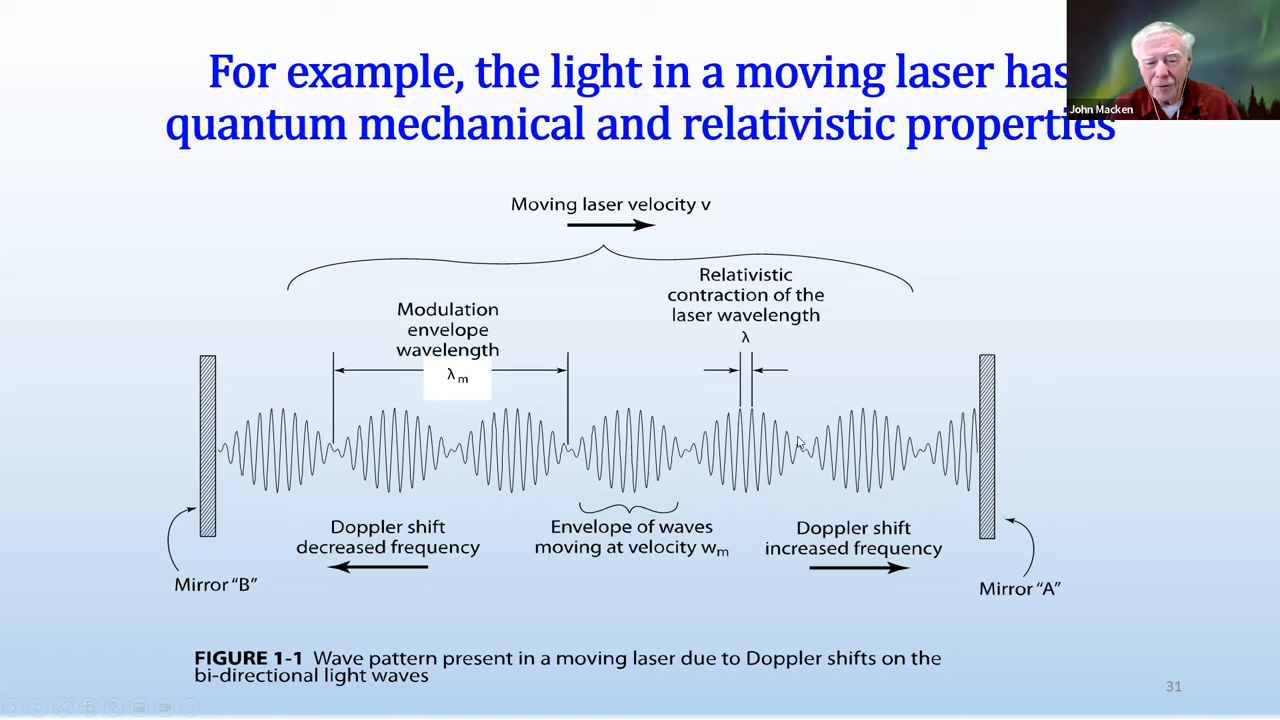 For example, the light in a moving laser has
quantum mechanical and relativistic properties
John Macken
Moving laser velocity v
Relativistic
contraction of the
laser wavelength
λ
Modulation
envelope
wavelength
λm
Doppler shift
decreased frequency
Envelope of waves
moving at velocity wm
Doppler shift
increased frequency
Mirror “B”
Mirror “A”
FIGURE 1-1 Wave pattern present in a moving laser due to Doppler shifts on the
bi-directional light waves
31